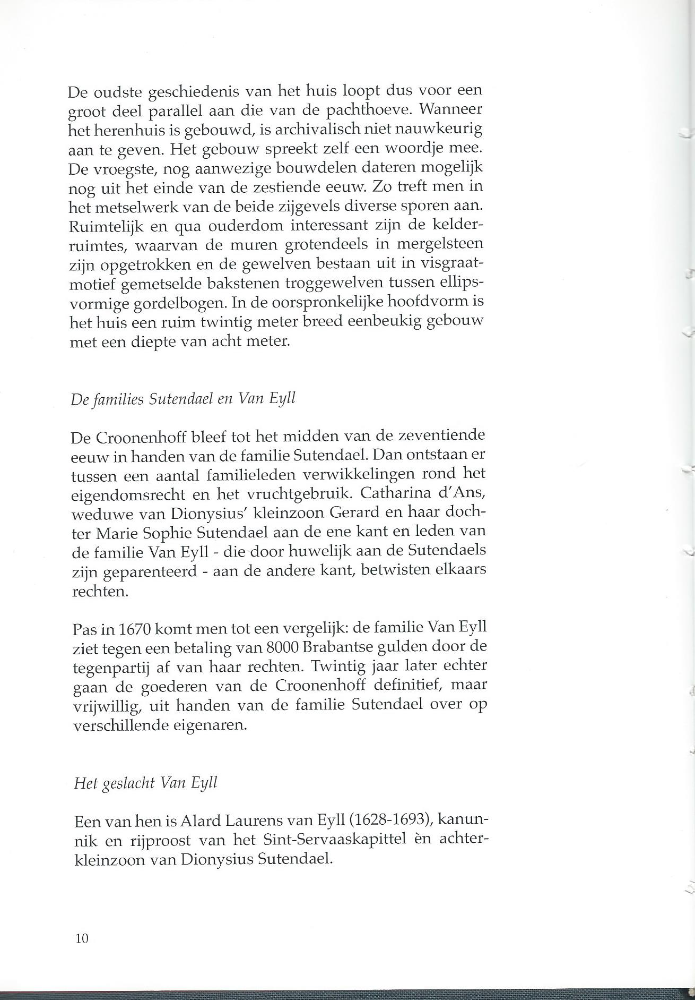 De oudste geschiedenis van het huis loopt dus voor een
groot deel parallel aan die van de pachthoeve. Wanneer
het herenhuis is gebouwd, is archivalisch niet nauwkeurig
aan te geven. Het gebouw spreekt zelf een woordje mee.
De vroegste, nog aanwezige bouwdelen dateren mogelijk
nog uit het einde van de zestiende eeuw. Zo treft men in
het metselwerk van de beide zijgevels diverse sporen aan.
Ruimtelijk en qua ouderdom interessant zijn de kelder-
ruimtes, waarvan de muren grotendeels in mergelsteen
zijn opgetrokken en de gewelven bestaan uit in visgraat-
motief gemetselde bakstenen troggewelven tussen ellips-
vormige gordelbogen. In de oorspronkelijke hoofdvorm is
het huis een ruim twintig meter breed eenbeukig gebouw
met een diepte van acht meter.
De families Sutendael en Van Eyll
De Croonenhoff bleef tot het midden van de zeventiende
eeuw in handen van de familie Sutendael. Dan ontstaan er
tussen een aantal familieleden verwikkelingen rond het
eigendomsrecht en het vruchtgebruik. Catharina d'Ans,
weduwe van Dionysius' kleinzoon Gerard en haar doch-
ter Marie Sophie Sutendael aan de ene kant en leden van
de familie Van Eyll - die door huwelijk aan de Sutendaels
zijn geparenteerd - aan de andere kant, betwisten elkaars
rechten.
Pas in 1670 komt men tot een vergelijk: de familie Van Eyll
ziet tegen een betaling van 8000 Brabantse gulden door de
tegenpartij af van haar rechten. Twintig jaar later echter
gaan de goederen van de Croonenhoff definitief, maar
vrijwillig, uit handen van de familie Sutendael over op
verschillende eigenaren.
Het geslacht Van Eyll
Een van hen is Alard Laurens van Eyll (1628-1693), kanun-
nik en rijproost van het Sint-Servaaskapittel èn achter-
kleinzoon van Dionysius Sutendael.
10